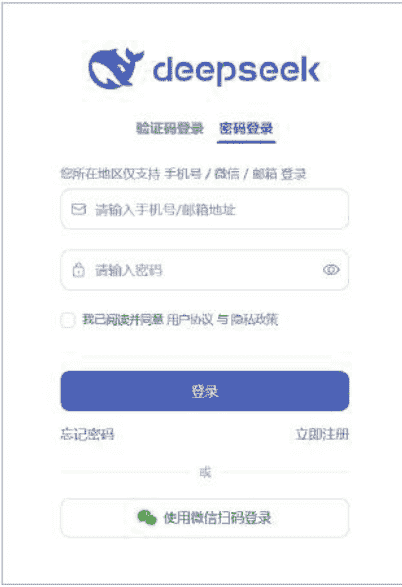 deepseek
验证码登录 密码登录
您所在地区仅支持 手机号 / 微信 / 邮箱 登录
请输入手机号/邮箱地址
请输入密码
我已阅读并同意 用户协议 与 隐私政策
登录
忘记密码 立即注册
或
使用微信扫码登录